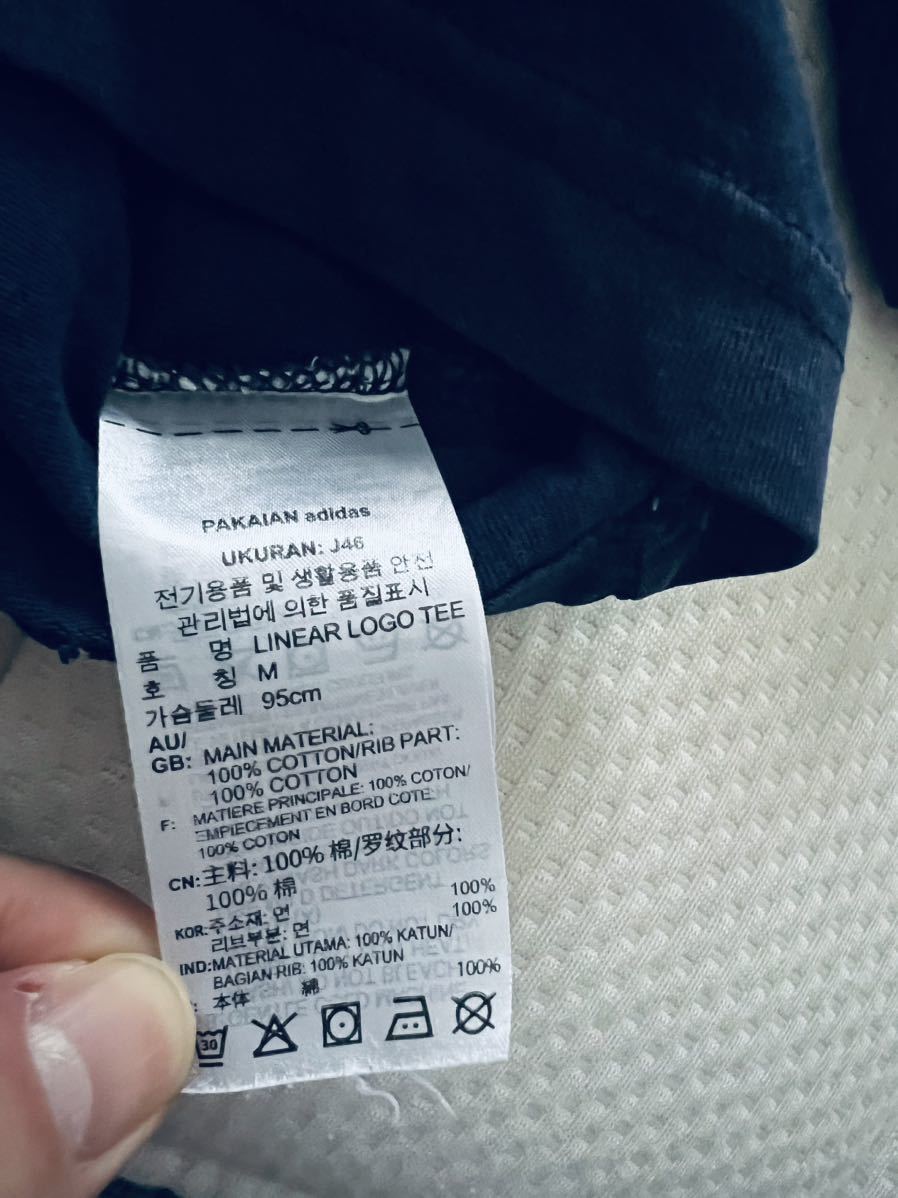 PAKAIAN adidas
UKURAN: J46
전기용품 및 생활용품 안전
관리법에 의한 품질표시
품 명 LINEAR LOGO TEE
호 칭 M
가슴둘레 95cm
AU/
GB: MAIN MATERIAL:
100% COTTON/RIB PART:
100% COTTON
F: MATIERE PRINCIPALE: 100% COTON/
EMPIECEMENT EN BORD COTE:
100% COTON
CN: 主料: 100% 棉/罗纹部分:
100% 棉
KOR: 주소재: 면 100%
리브부분: 면 100%
IND: MATERIAL UTAMA: 100% KATUN/
BAGIAN RIB: 100% KATUN
: 本体 綿 100%
30